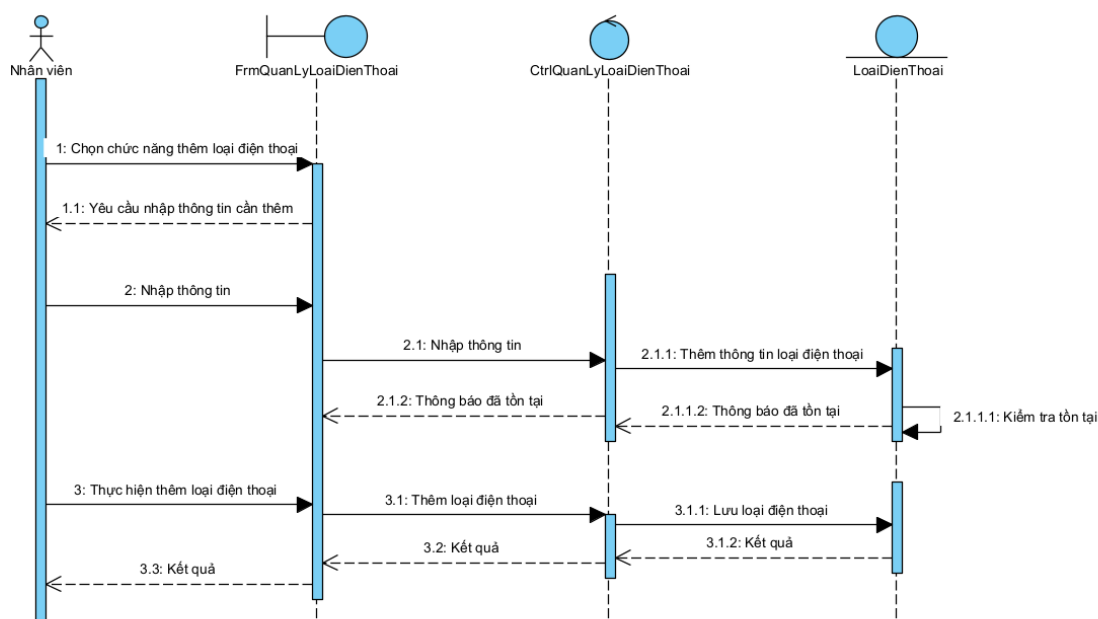 Nhân viên
FrmQuanLyLoaiDienThoai
CtrlQuanLyLoaiDienThoai
LoaiDienThoai
1: Chọn chức năng thêm loại điện thoại
1.1: Yêu cầu nhập thông tin cần thêm
2: Nhập thông tin
2.1: Nhập thông tin
2.1.1: Thêm thông tin loại điện thoại
2.1.2: Thông báo đã tồn tại
2.1.1.2: Thông báo đã tồn tại
2.1.1.1: Kiểm tra tồn tại
3: Thực hiện thêm loại điện thoại
3.1: Thêm loại điện thoại
3.1.1: Lưu loại điện thoại
3.2: Kết quả
3.1.2: Kết quả
3.3: Kết quả